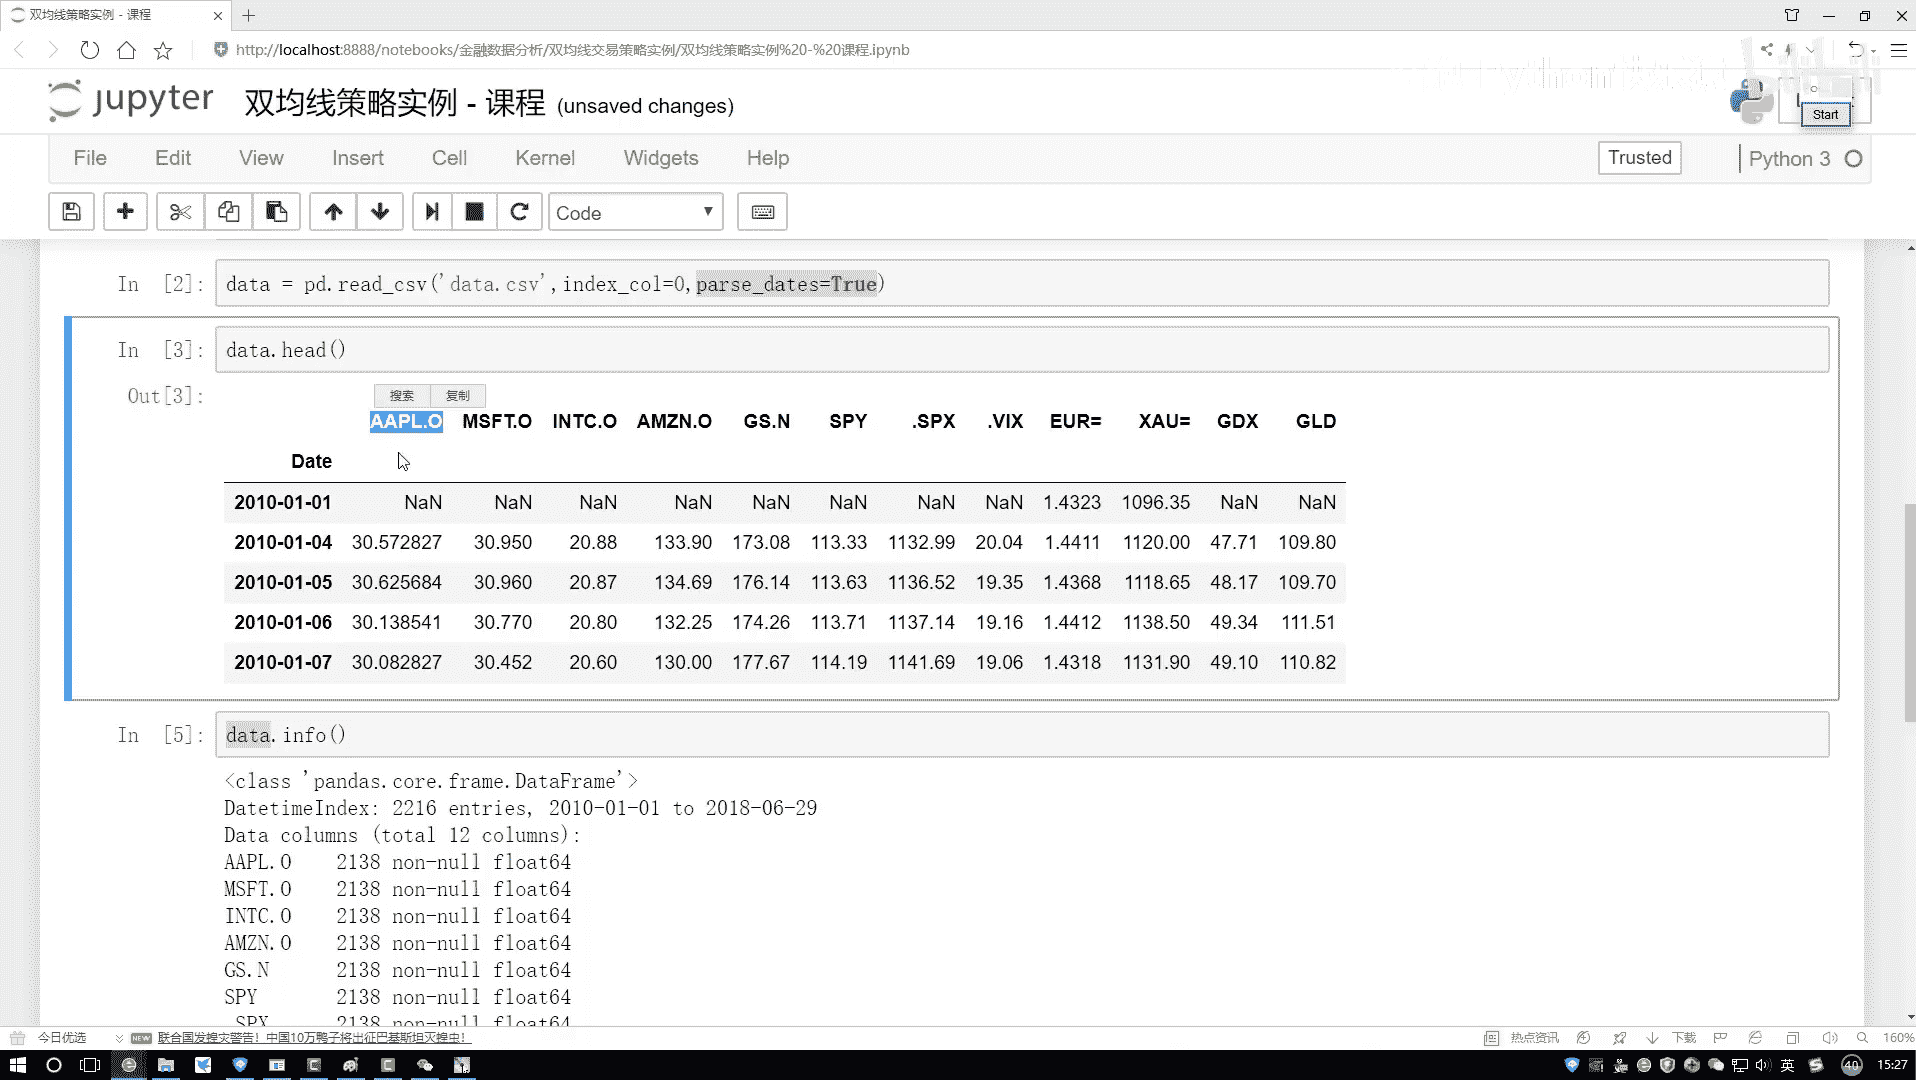 双均线策略实例 - 课程
http://localhost:8888/notebooks/金融数据分析/双均线交易策略实例/双均线策略实例%20-%20课程.ipynb
jupyter 双均线策略实例 - 课程 (unsaved changes)
Start
File Edit View Insert Cell Kernel Widgets Help
Trusted Python 3
Code
In [2]: data = pd.read_csv('data.csv',index_col=0,parse_dates=True)
In [3]: data.head()
Out[3]:
搜索 复制
AAPL.O MSFT.O INTC.O AMZN.O GS.N SPY .SPX .VIX EUR= XAU= GDX GLD
Date
2010-01-01 NaN NaN NaN NaN NaN NaN NaN NaN 1.4323 1096.35 NaN NaN
2010-01-04 30.572827 30.950 20.88 133.90 173.08 113.33 1132.99 20.04 1.4411 1120.00 47.71 109.80
2010-01-05 30.625684 30.960 20.87 134.69 176.14 113.63 1136.52 19.35 1.4368 1118.65 48.17 109.70
2010-01-06 30.138541 30.770 20.80 132.25 174.26 113.71 1137.14 19.16 1.4412 1138.50 49.34 111.51
2010-01-07 30.082827 30.452 20.60 130.00 177.67 114.19 1141.69 19.06 1.4318 1131.90 49.10 110.82
In [5]: data.info()
<class 'pandas.core.frame.DataFrame'>
DatetimeIndex: 2216 entries, 2010-01-01 to 2018-06-29
Data columns (total 12 columns):
AAPL.O 2138 non-null float64
MSFT.O 2138 non-null float64
INTC.O 2138 non-null float64
AMZN.O 2138 non-null float64
GS.N 2138 non-null float64
SPY 2138 non-null float64
.SPX 2138 non-null float64
今日优选 NEW 联合国发蝗灾警告！中国10万鸭子将出征巴基斯坦灭蝗虫！
热点资讯 下载 160%
英 40 15:27